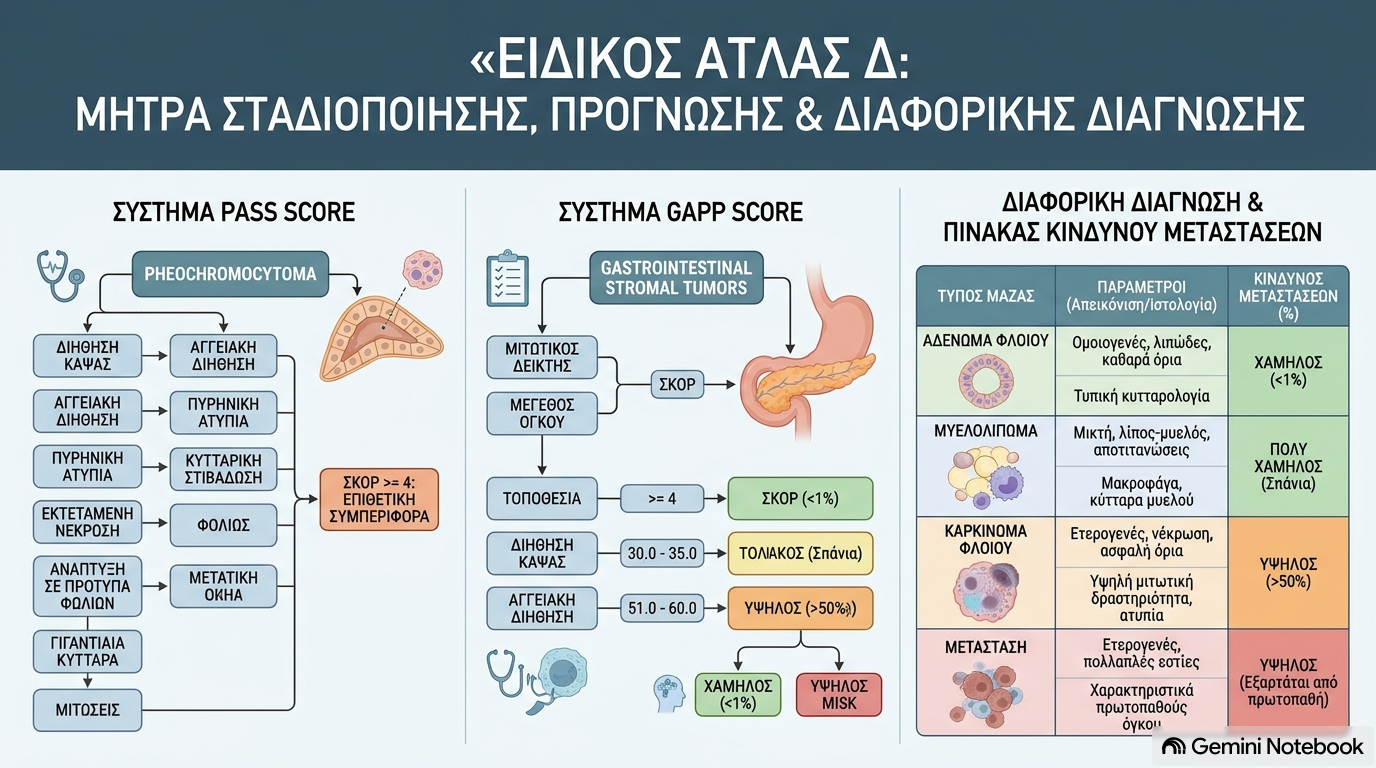 «ΕΙΔΙΚΟΣ ΑΤΛΑΣ Δ:
ΜΗΤΡΑ ΣΤΑΔΙΟΠΟΙΗΣΗΣ, ΠΡΟΓΝΩΣΗΣ & ΔΙΑΦΟΡΙΚΗΣ ΔΙΑΓΝΩΣΗΣ
ΣΥΣΤΗΜΑ PASS SCORE
PHEOCHROMOCYTOMA
ΔΙΗΘΗΣΗ
ΚΑΨΑΣ
ΑΓΓΕΙΑΚΗ
ΔΙΗΘΗΣΗ
ΑΓΓΕΙΑΚΗ
ΔΙΗΘΗΣΗ
ΠΥΡΗΝΙΚΗ
ΑΤΥΠΙΑ
ΠΥΡΗΝΙΚΗ
ΑΤΥΠΙΑ
ΚΥΤΤΑΡΙΚΗ
ΣΤΙΒΑΔΩΣΗ
ΕΚΤΕΤΑΜΕΝΗ
ΝΕΚΡΩΣΗ
ΦΟΛΙΩΣ
ΑΝΑΠΤΥΞΗ
ΣΕ ΠΡΟΤΥΠΑ
ΦΩΛΙΩΝ
ΜΕΤΑΤΙΚΗ
ΓΙΓΑΝΤΙΑΙΑ
ΚΥΤΤΑΡΑ
ΜΙΤΩΣΕΙΣ
ΣΚΟΡ >= 4:
ΕΠΙΘΕΤΙΚΗ
ΣΥΜΠΕΡΙΦΟΡΑ
ΣΥΣΤΗΜΑ GAPP SCORE
GASTROINTESTINAL
STROMAL TUMORS
ΜΙΤΩΤΙΚΟΣ
ΔΕΙΚΤΗΣ
ΜΕΓΕΘΟΣ
ΟΓΚΟΥ
ΣΚΟΡ
ΤΟΠΟΘΕΣΙΑ
>= 4
ΣΚΟΡ (<1%)
ΔΙΗΘΗΣΗ
ΚΑΨΑΣ
30.0 - 35.0
ΤΟΛΙΑΚΟΣ (Σπάνια)
ΑΓΓΕΙΑΚΗ
ΔΙΗΘΗΣΗ
51.0 - 60.0
ΥΨΗΛΟΣ
ΧΑΜΗΛΟΣ
(<1%)
ΥΨΗΛΟΣ
MISK
ΔΙΑΦΟΡΙΚΗ ΔΙΑΓΝΩΣΗ &
ΠΙΝΑΚΑΣ ΚΙΝΔΥΝΟΥ ΜΕΤΑΣΤΑΣΕΩΝ
ΤΥΠΟΣ ΜΑΖΑΣ
ΠΑΡΑΜΕΤΡΟΙ
(Απεικόνιση/Ιστολογία)
ΚΙΝΔΥΝΟΣ
ΜΕΤΑΣΤΑΣΕΩΝ
(%)
ΑΔΕΝΩΜΑ ΦΛΟΙΟΥ
Ομοιογενές, λιπώδες,
καθαρά όρια
Τυπική κυτταρολογία
ΧΑΜΗΛΟΣ
(<1%)
ΜΥΕΛΟΛΙΠΩΜΑ
Μικτή, λίπος-μυελός,
αποτιτανώσεις
Μακροφάγα,
κύτταρα μυελού
ΠΟΛΥ
ΧΑΜΗΛΟΣ
(Σπάνια)
ΚΑΡΚΙΝΩΜΑ
ΦΛΟΙΟΥ
Ετερογενές, νέκρωση,
ασφαλή όρια
Υψηλή μιτωτική
δραστηριότητα,
ατυπία
ΥΨΗΛΟΣ
(>50%)
ΜΕΤΑΣΤΑΣΗ
Ετερογενές,
πολλαπλές εστίες
Χαρακτηριστικά
πρωτοπαθούς
όγκου
ΥΨΗΛΟΣ
(Εξαρτάται από
πρωτοπαθή)
Gemini Notebook